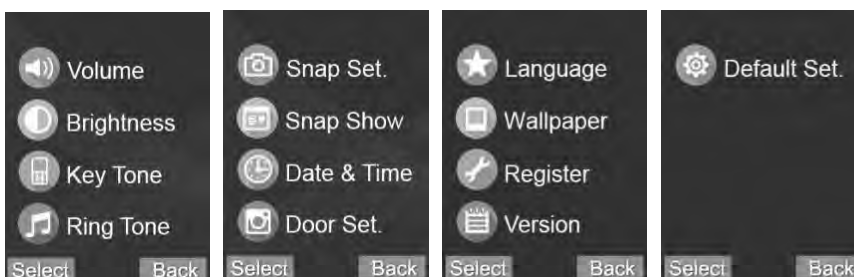 Volume
Brightness
Key Tone
Ring Tone
Select Back
Snap Set.
Snap Show
Date & Time
Door Set.
Select Back
Language
Wallpaper
Register
Version
Select Back
Default Set.
Select Back